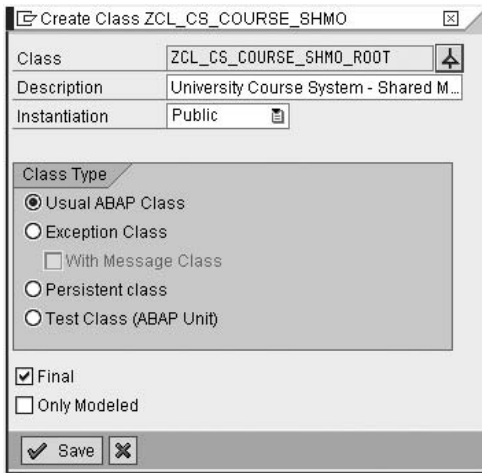 Create Class ZCL_CS_COURSE_SHMO
Class ZCL_CS_COURSE_SHMO_ROOT
Description University Course System - Shared M...
Instantiation Public
Class Type
Usual ABAP Class
Exception Class
With Message Class
Persistent class
Test Class (ABAP Unit)
Final
Only Modeled
Save